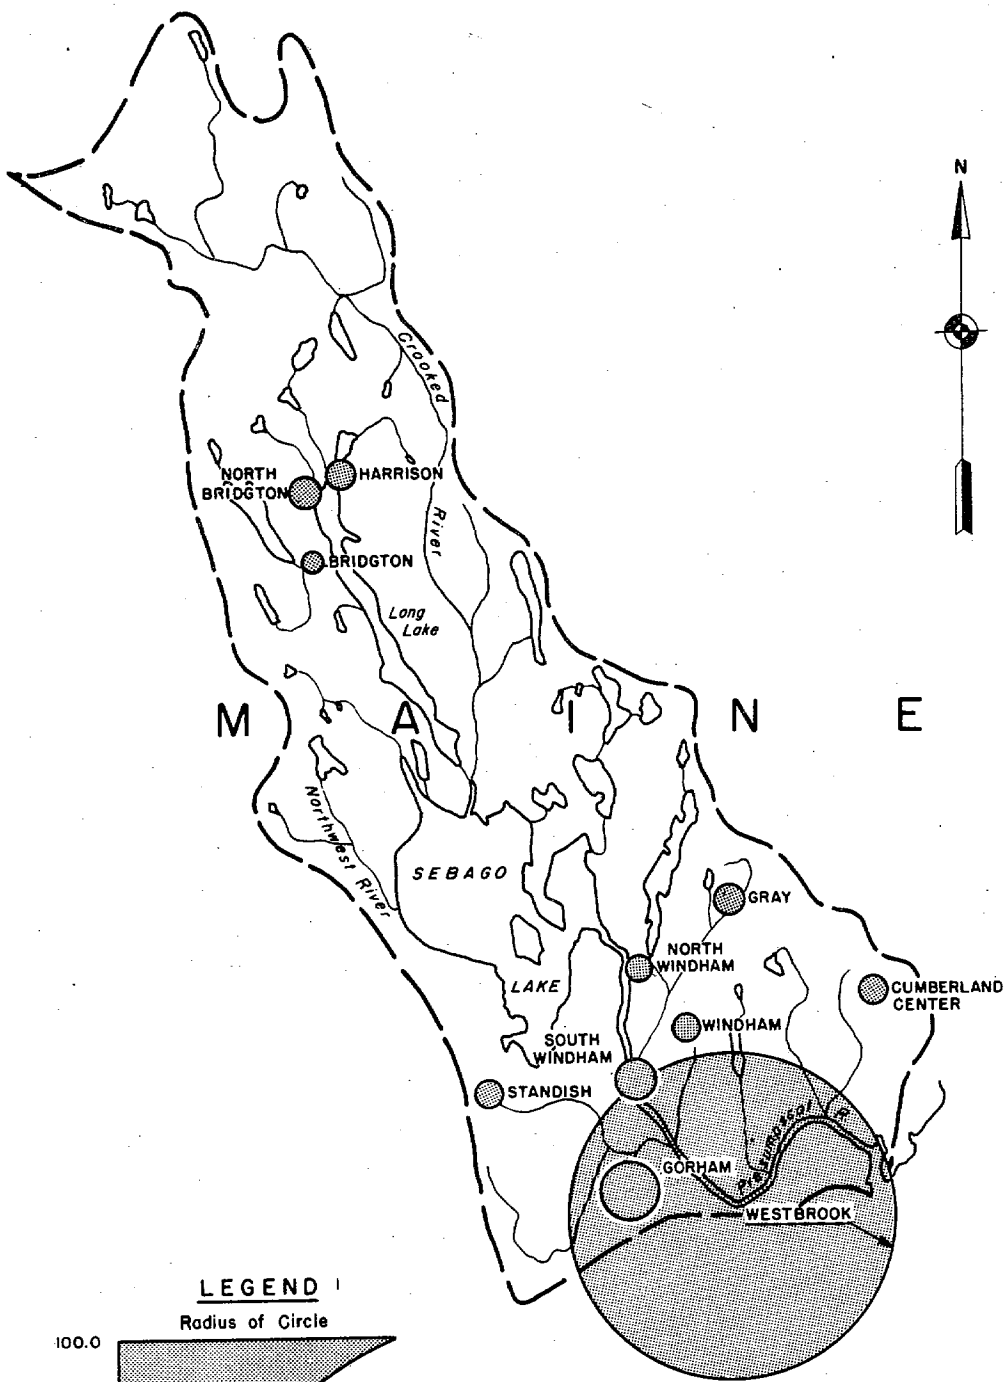 N
Crooked
River
NORTH
BRIDGTON
HARRISON
BRIDGTON
Long
Lake
M A I N E
Northwest River
SEBAGO
LAKE
GRAY
NORTH
WINDHAM
CUMBERLAND
CENTER
WINDHAM
SOUTH
WINDHAM
STANDISH
Presumpscot R.
GORHAM
WESTBROOK
LEGEND
Radius of Circle
100.0